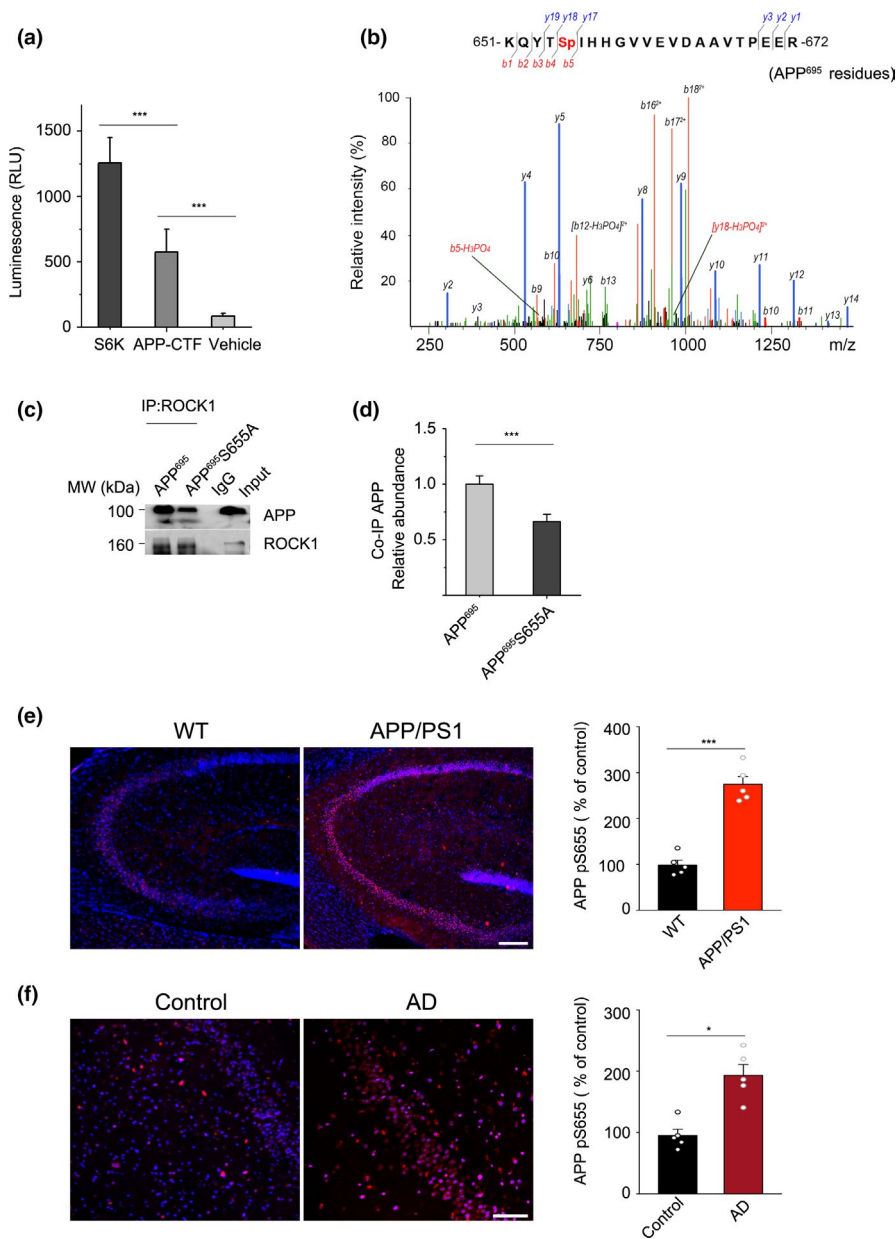 (a)
***
***
Luminescence (RLU)
1500
1250
1000
750
500
250
0
S6K APP-CTF Vehicle
(b)
y19 y18 y17
y3 y2 y1
651- K Q Y T Sp I H H G V V E V D A A V T P E E R -672
b1 b2 b3 b4 b5
(APP695 residues)
Relative intensity (%)
100
80
60
40
20
y2
y3
y4
y5
b5-H3PO4
b9
b10
[b12-H3PO4]2+
y6
b13
y8
b162+
b172+
b182+
y9
[y18-H3PO4]2+
y10
y11
b10
y12
b11
y13
y14
250 500 750 1000 1250 m/z
(c)
IP:ROCK1
APP695
APP695S655A
IgG
Input
MW (kDa)
100
APP
160
ROCK1
(d)
***
Co-IP APP
Relative abundance
1.5
1.0
0.5
APP695
APP695S655A
(e)
WT
APP/PS1
APP pS655 ( % of control)
400
300
200
100
0
***
WT
APP/PS1
(f)
Control
AD
APP pS655 ( % of control)
300
200
100
0
*
Control
AD